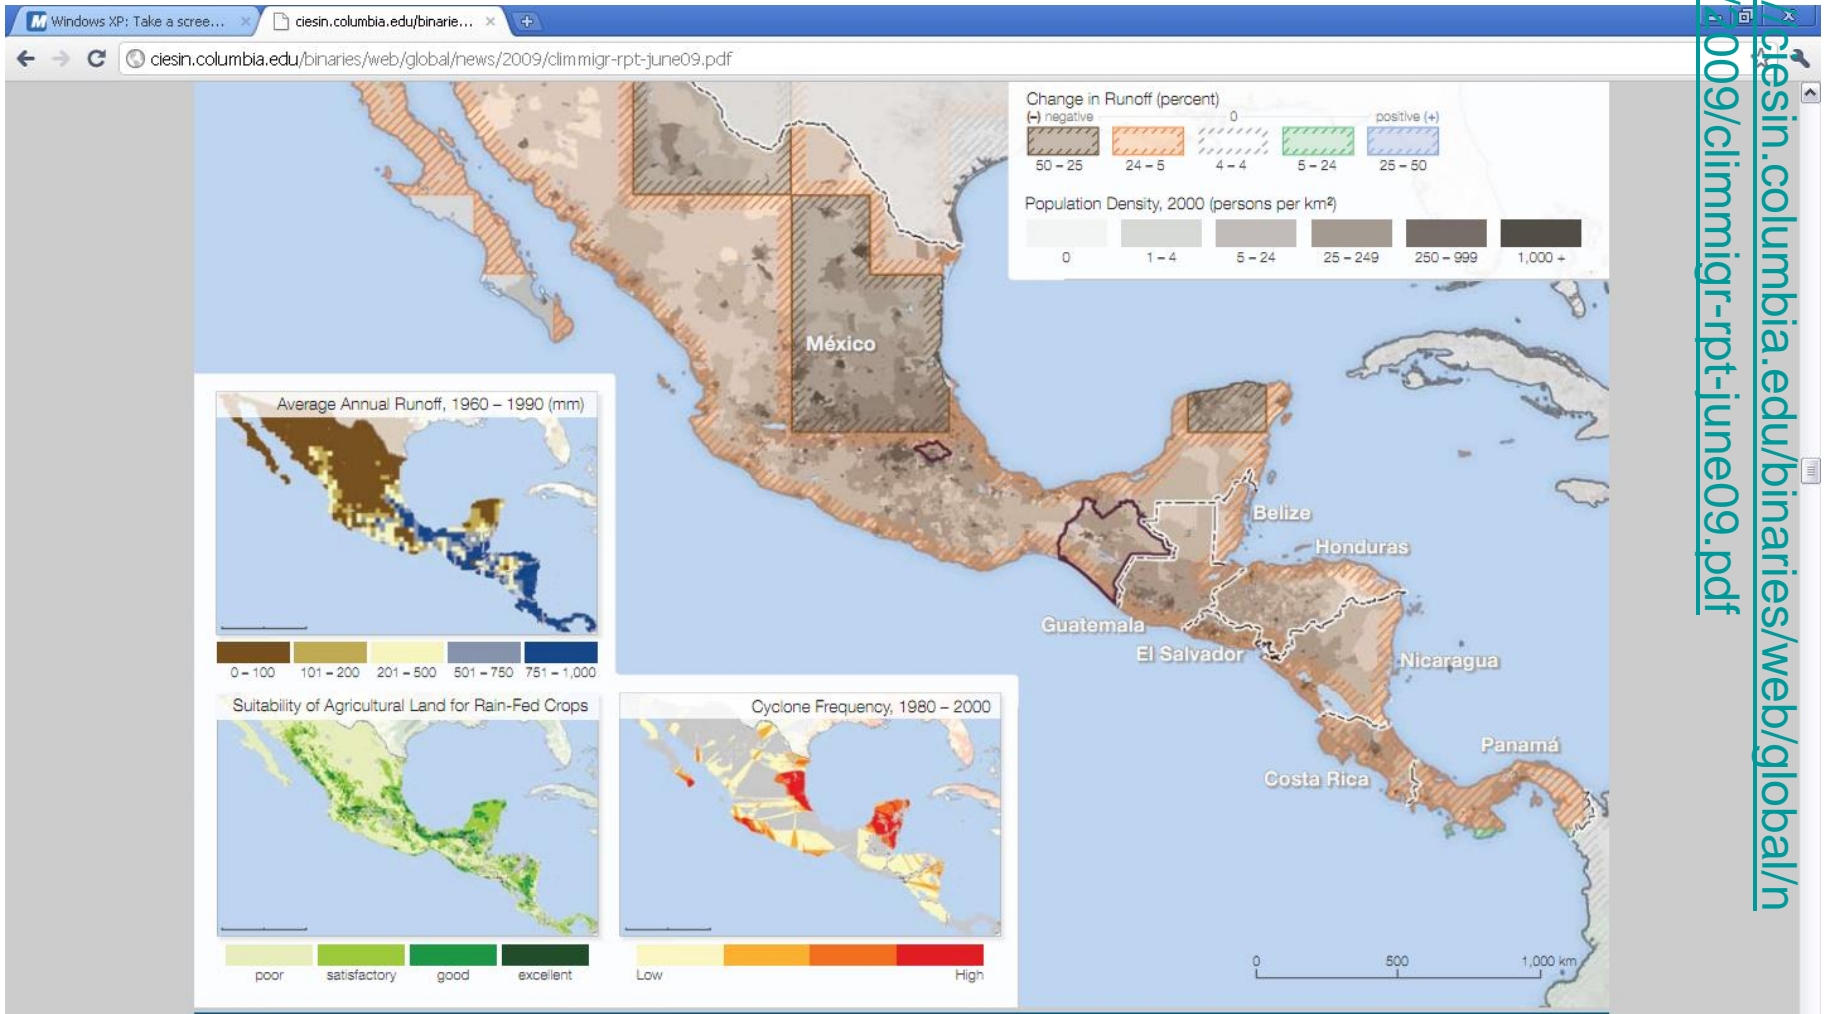 Windows XP: Take a scree...
ciesin.columbia.edu/binarie...
ciesin.columbia.edu/binaries/web/global/news/2009/climmigr-rpt-june09.pdf
Change in Runoff (percent)
(–) negative 0 positive (+)
50 – 25 24 – 5 4 – 4 5 – 24 25 – 50
Population Density, 2000 (persons per km²)
0 1 – 4 5 – 24 25 – 249 250 – 999 1,000 +
México
Belize
Honduras
Guatemala
El Salvador
Nicaragua
Panamá
Costa Rica
0 500 1,000 km
Average Annual Runoff, 1960 – 1990 (mm)
0 – 100 101 – 200 201 – 500 501 – 750 751 – 1,000
Suitability of Agricultural Land for Rain-Fed Crops
poor satisfactory good excellent
Cyclone Frequency, 1980 – 2000
Low High
//ciesin.columbia.edu/binaries/web/global/n
/2009/climmigr-rpt-june09.pdf